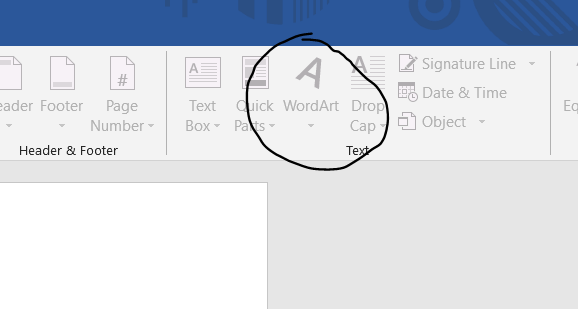 eader Footer Page Number
Text Box Quick Parts WordArt Drop Cap
Signature Line
Date & Time
Object
Eq
Header & Footer Text